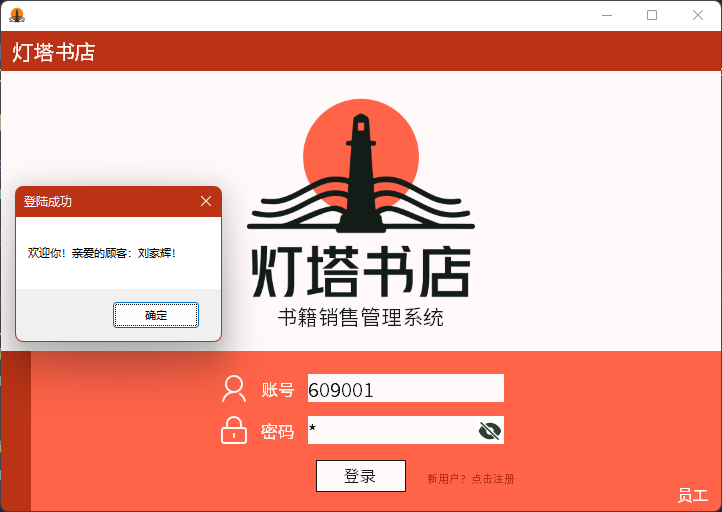 灯塔书店
灯塔书店
书籍销售管理系统
登陆成功
欢迎你！亲爱的顾客：刘家辉！
确定
账号 609001
密码 *
登录
新用户？点击注册
员工